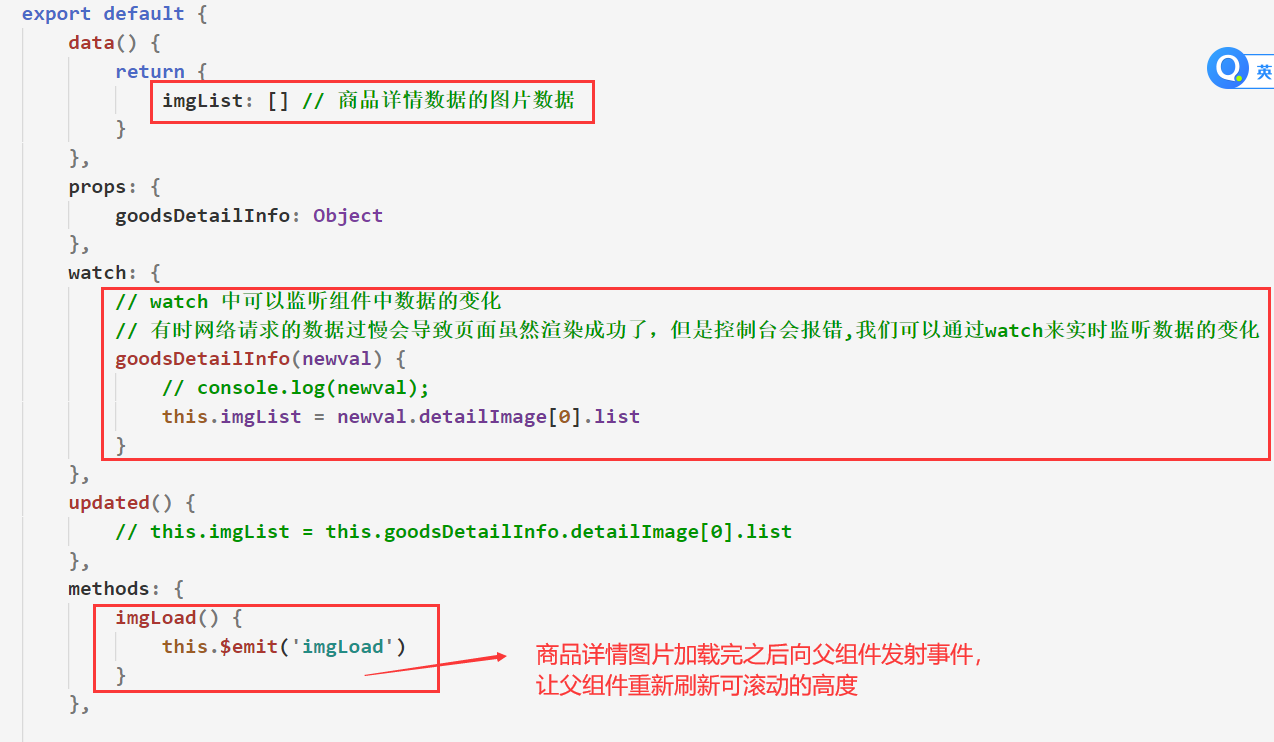 export default {
data() {
return {
imgList: [] // 商品详情数据的图片数据
}
},
props: {
goodsDetailInfo: Object
},
watch: {
// watch 中可以监听组件中数据的变化
// 有时网络请求的数据过慢会导致页面虽然渲染成功了，但是控制台会报错,我们可以通过watch来实时监听数据的变化
goodsDetailInfo(newval) {
// console.log(newval);
this.imgList = newval.detailImage[0].list
}
},
updated() {
// this.imgList = this.goodsDetailInfo.detailImage[0].list
},
methods: {
imgLoad() {
this.$emit('imgLoad')
}
},
商品详情图片加载完之后向父组件发射事件，
让父组件重新刷新可滚动的高度
英